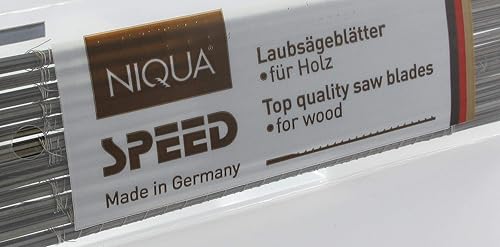 NIQUA®
SPEED
Made in Germany
Laubsägeblätter
•für Holz
Top quality saw blades
•for wood